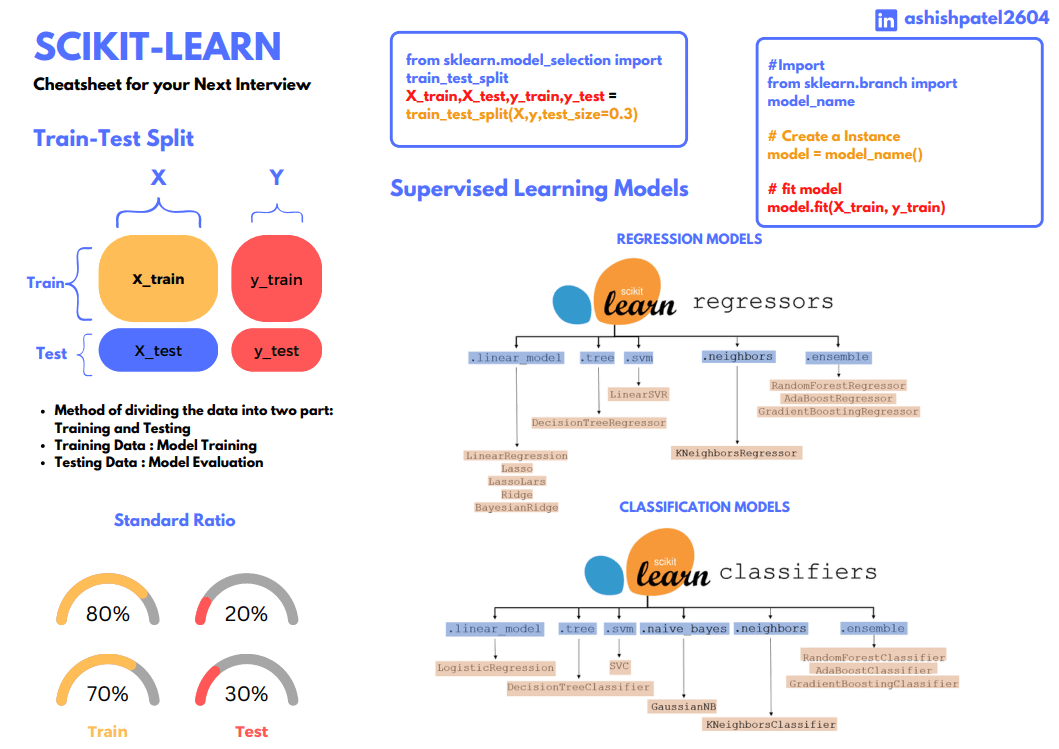 in ashishpatel2604
SCIKIT-LEARN
Cheatsheet for your Next Interview
from sklearn.model_selection import
train_test_split
X_train,X_test,y_train,y_test =
train_test_split(X,y,test_size=0.3)
#Import
from sklearn.branch import
model_name
# Create a Instance
model = model_name()
# fit model
model.fit(X_train, y_train)
Train-Test Split
X Y
Train
X_train y_train
Test
X_test y_test
Method of dividing the data into two part:
Training and Testing
Training Data : Model Training
Testing Data : Model Evaluation
Standard Ratio
80% 20%
70% 30%
Train Test
Supervised Learning Models
REGRESSION MODELS
scikit
learn regressors
.linear_model .tree .svm .neighbors .ensemble
RandomForestRegressor
AdaBoostRegressor
GradientBoostingRegressor
LinearSVR
DecisionTreeRegressor
KNeighborsRegressor
LinearRegression
Lasso
LassoLars
Ridge
BayesianRidge
CLASSIFICATION MODELS
scikit
learn classifiers
.linear_model .tree .svm .naive_bayes .neighbors .ensemble
RandomForestClassifier
AdaBoostClassifier
GradientBoostingClassifier
LogisticRegression
SVC
DecisionTreeClassifier
GaussianNB
KNeighborsClassifier